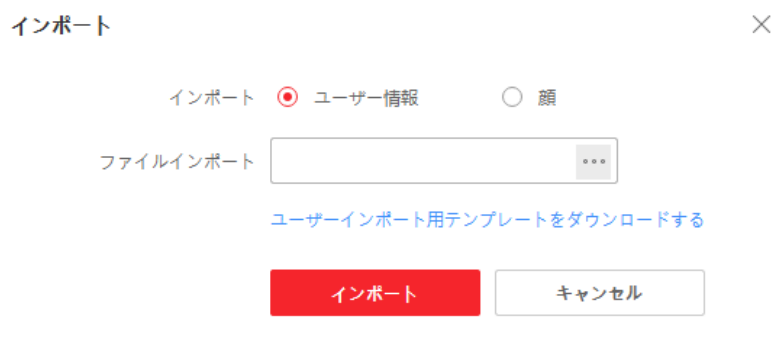 インポート
インポート ユーザー情報 顔
ファイルインポート
ユーザーインポート用テンプレートをダウンロードする
インポート キャンセル